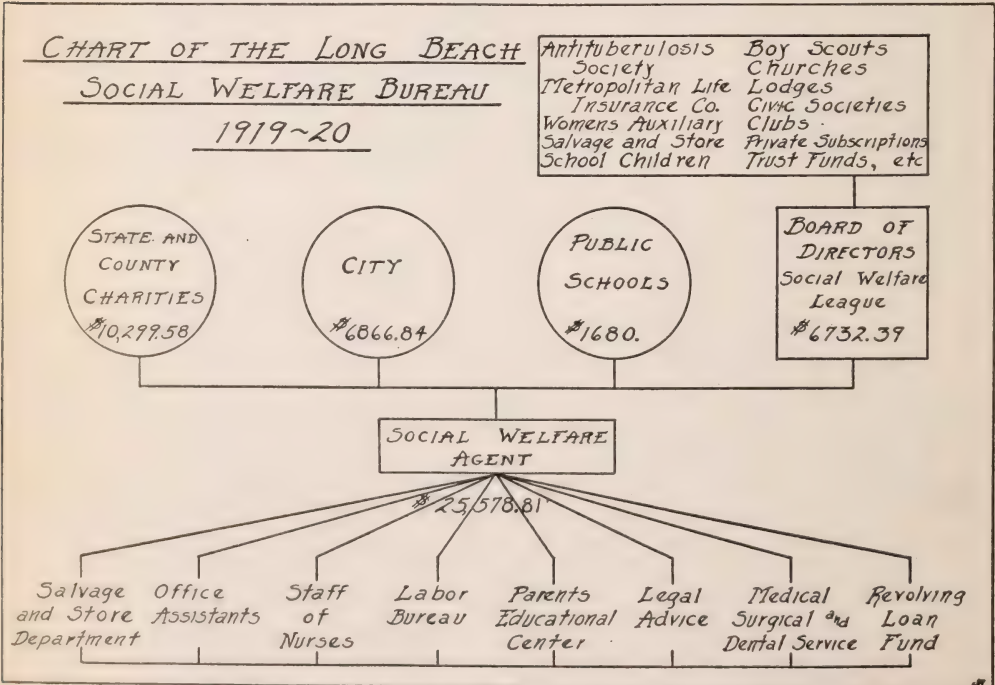 CHART OF THE LONG BEACH
SOCIAL WELFARE BUREAU
1919~20
Antituberulosis
Society
Metropolitan Life
Insurance Co.
Womens Auxiliary
Salvage and Store
School Children
Boy Scouts
Churches
Lodges
Civic Societies
Clubs
Private Subscriptions
Trust Funds, etc
STATE AND
COUNTY
CHARITIES
$10,299.58
CITY
$6866.84
PUBLIC
SCHOOLS
$1680.
BOARD OF
DIRECTORS
Social Welfare
League
$6732.39
SOCIAL WELFARE
AGENT
$25,578.81
Salvage
and Store
Department
Office
Assistants
Staff
of
Nurses
Labor
Bureau
Parents
Educational
Center
Legal
Advice
Medical
Surgical and
Dental Service
Revolving
Loan
Fund